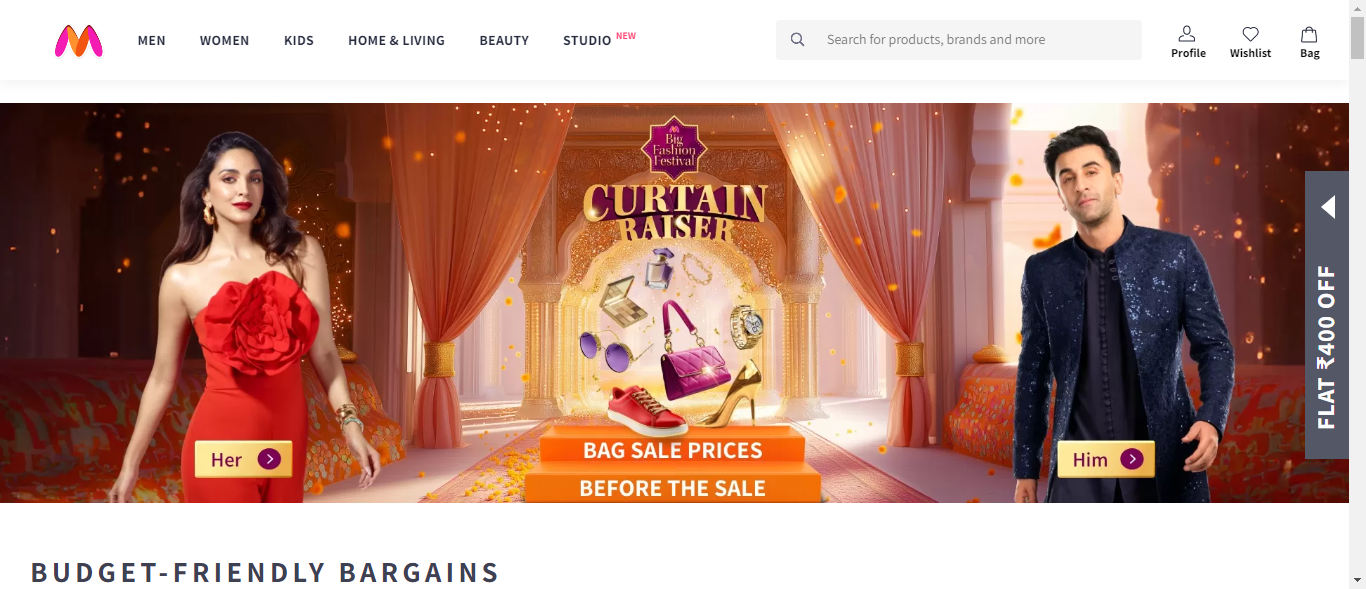 MEN
WOMEN
KIDS
HOME & LIVING
BEAUTY
STUDIO NEW
Search for products, brands and more
Profile
Wishlist
Bag
Big
Fashion
Festival
CURTAIN
RAISER
FLAT ₹400 OFF
Her
Him
BAG SALE PRICES
BEFORE THE SALE
BUDGET-FRIENDLY BARGAINS